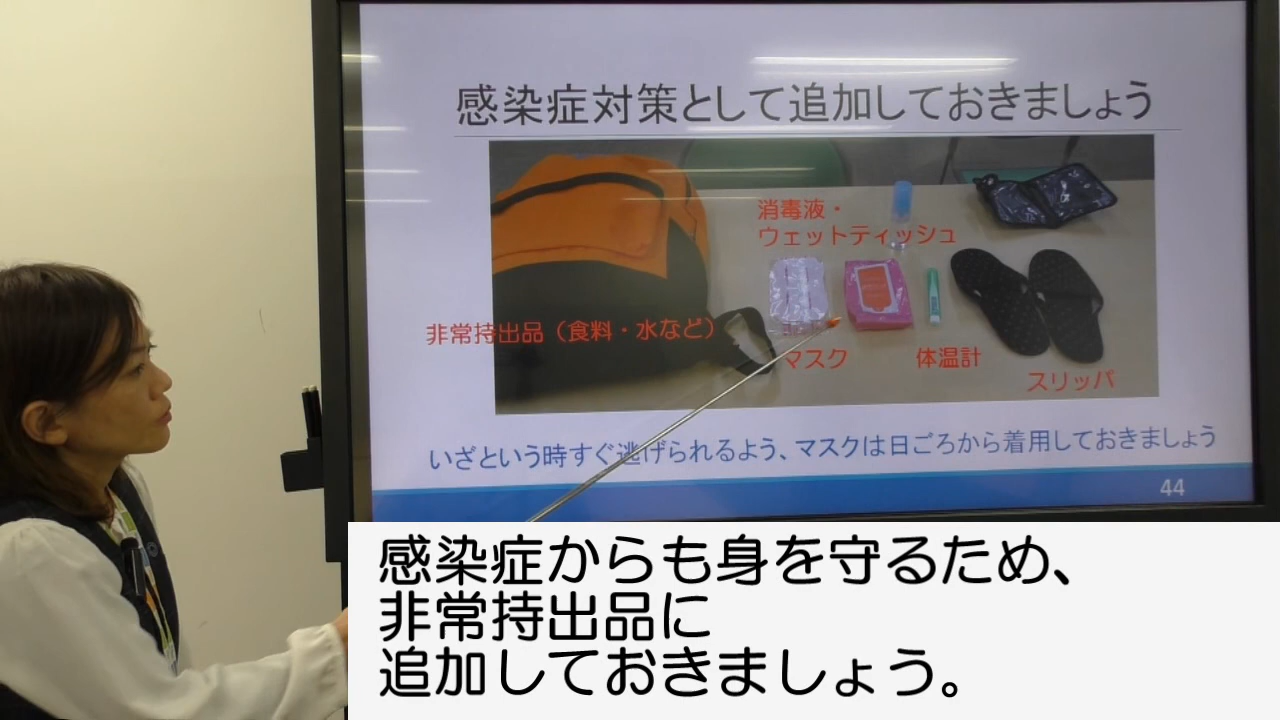 感染症対策として追加しておきましょう
消毒液・
ウェットティッシュ
非常持出品（食料・水など）
マスク
体温計
スリッパ
いざという時すぐ逃げられるよう、マスクは日ごろから着用しておきましょう
44
感染症からも身を守るため、
非常持出品に
追加しておきましょう。